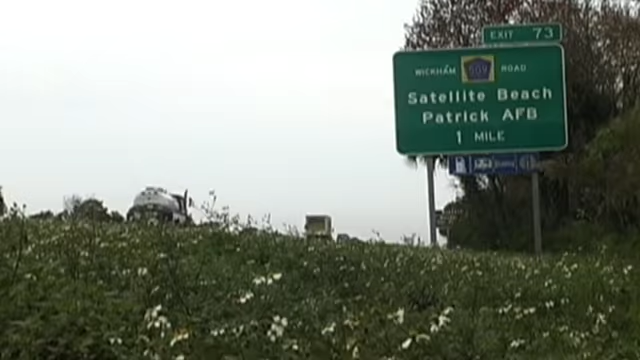 EXIT 73
WICKHAM 509 ROAD
Satellite Beach
Patrick AFB
1 MILE